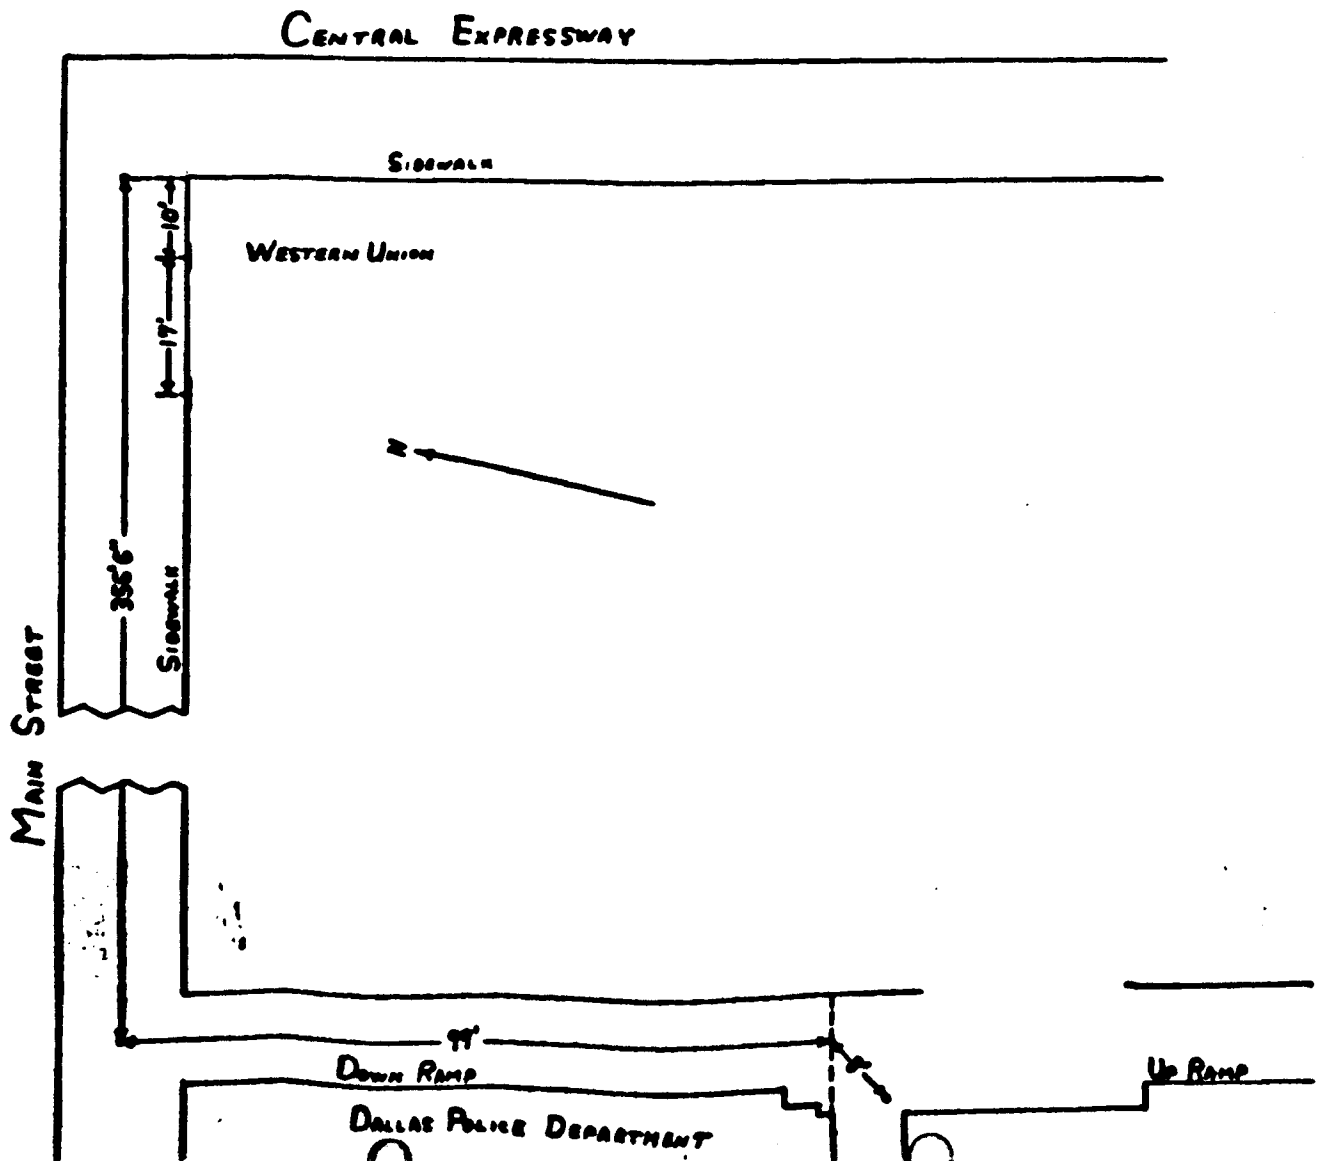 Central Expressway
Sidewalk
10'
Western Union
17'
N
355'6"
Sidewalk
Main Street
99'
Down Ramp
Up Ramp
Dallas Police Department